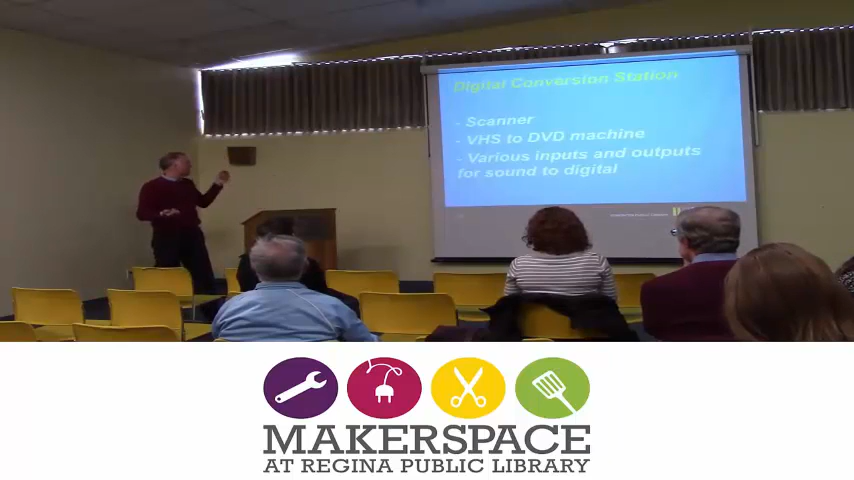 Digital Conversion Station
- Scanner
- VHS to DVD machine
- Various inputs and outputs
for sound to digital
MAKERSPACE
AT REGINA PUBLIC LIBRARY